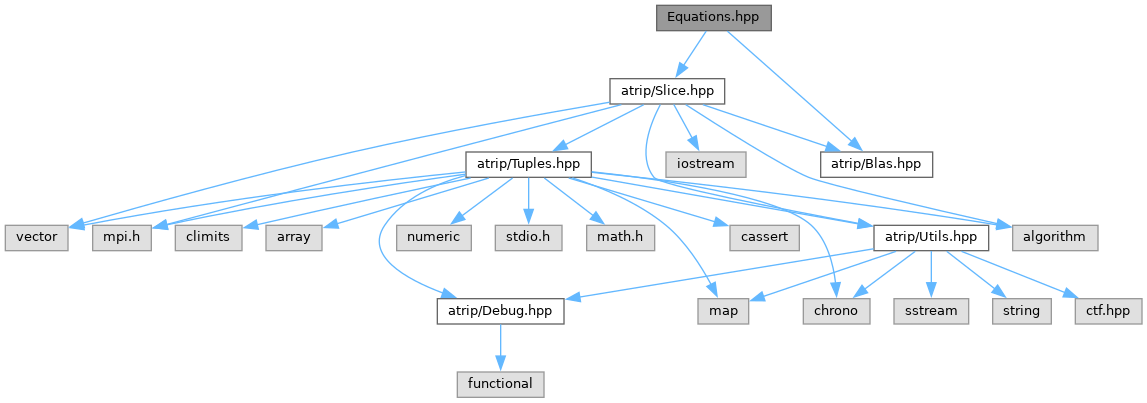 Equations.hpp
atrip/Slice.hpp
atrip/Tuples.hpp
iostream
atrip/Blas.hpp
vector
mpi.h
climits
array
numeric
stdio.h
math.h
cassert
atrip/Utils.hpp
algorithm
atrip/Debug.hpp
map
chrono
sstream
string
ctf.hpp
functional